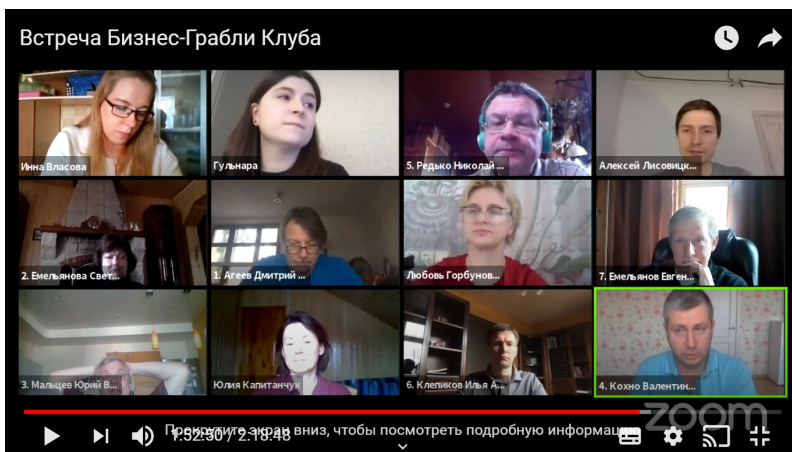 Встреча Бизнес-Грабли Клуба
Инна Власова
Гульнара
5. Редько Николай ...
Алексей Лисовицк...
2. Емельянова Свет...
1. Агеев Дмитрий ...
Любовь Горбунов...
7. Емельянов Евген...
3. Мальцев Юрий В...
Юлия Капитанчук
6. Клепиков Илья А...
4. Кохно Валентин...
zoom
1:52:50 / 2:18:48
Прокрутите экран вниз, чтобы посмотреть подробную информацию